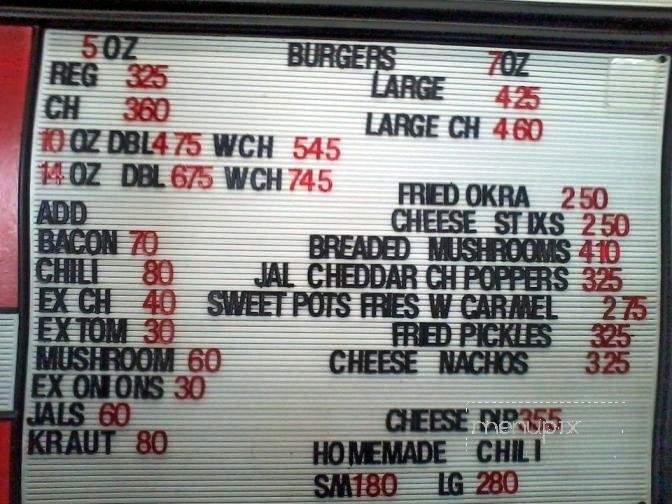 5 OZ BURGERS 7OZ
REG 325 LARGE 425
CH 360 LARGE CH 460
10 OZ DBL 475 WCH 545
14 OZ DBL 675 WCH 745
FRIED OKRA 250
ADD CHEESE STIXS 250
BACON 70 BREADED MUSHROOMS 410
CHILI 80 JAL CHEDDAR CH POPPERS 325
EX CH 40 SWEET POTS FRIES W CARMEL 275
EX TOM 30 FRIED PICKLES 325
MUSHROOM 60 CHEESE NACHOS 325
EX ONIONS 30
JALS 60 CHEESE DIP 355
menupix
KRAUT 80 HOMEMADE CHILI
SM 180 LG 280